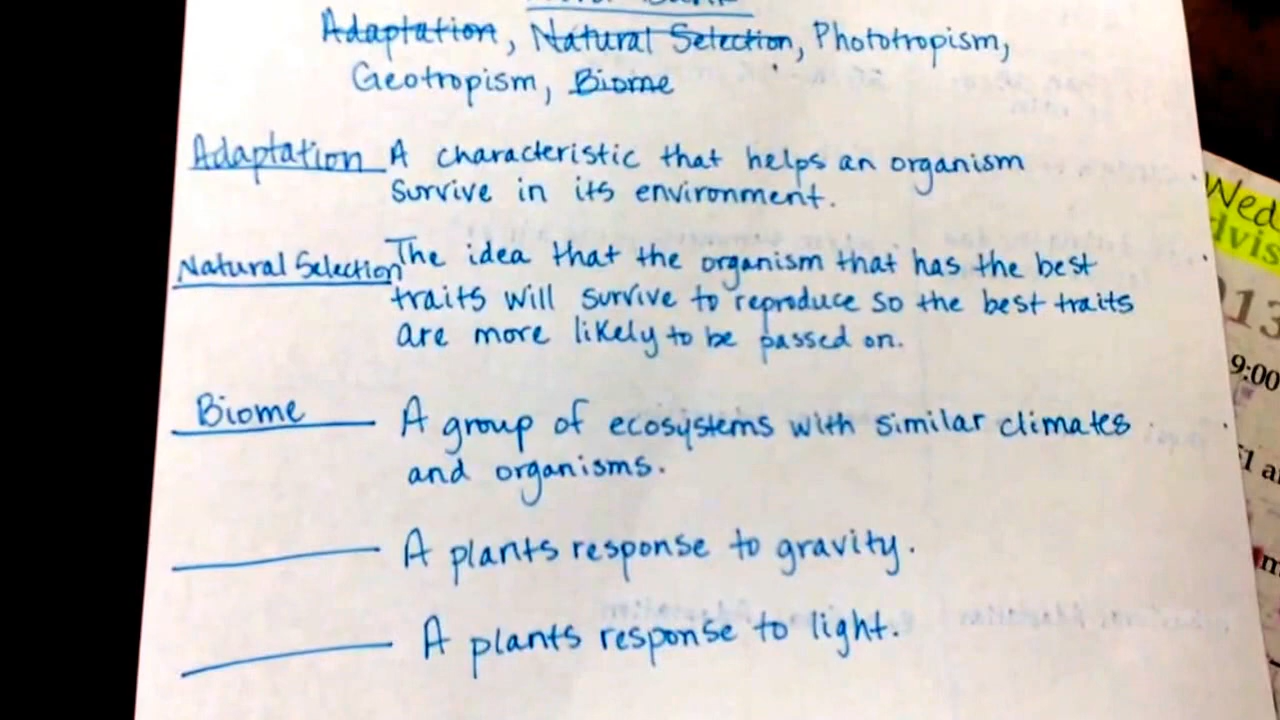 Adaptation, Natural Selection, Phototropism,
Geotropism, Biome
Adaptation A characteristic that helps an organism
survive in its environment.
Natural Selection The idea that the organism that has the best
traits will survive to reproduce so the best traits
are more likely to be passed on.
Biome A group of ecosystems with similar climates
and organisms.
A plants response to gravity.
A plants response to light.
Wed
13
9:00